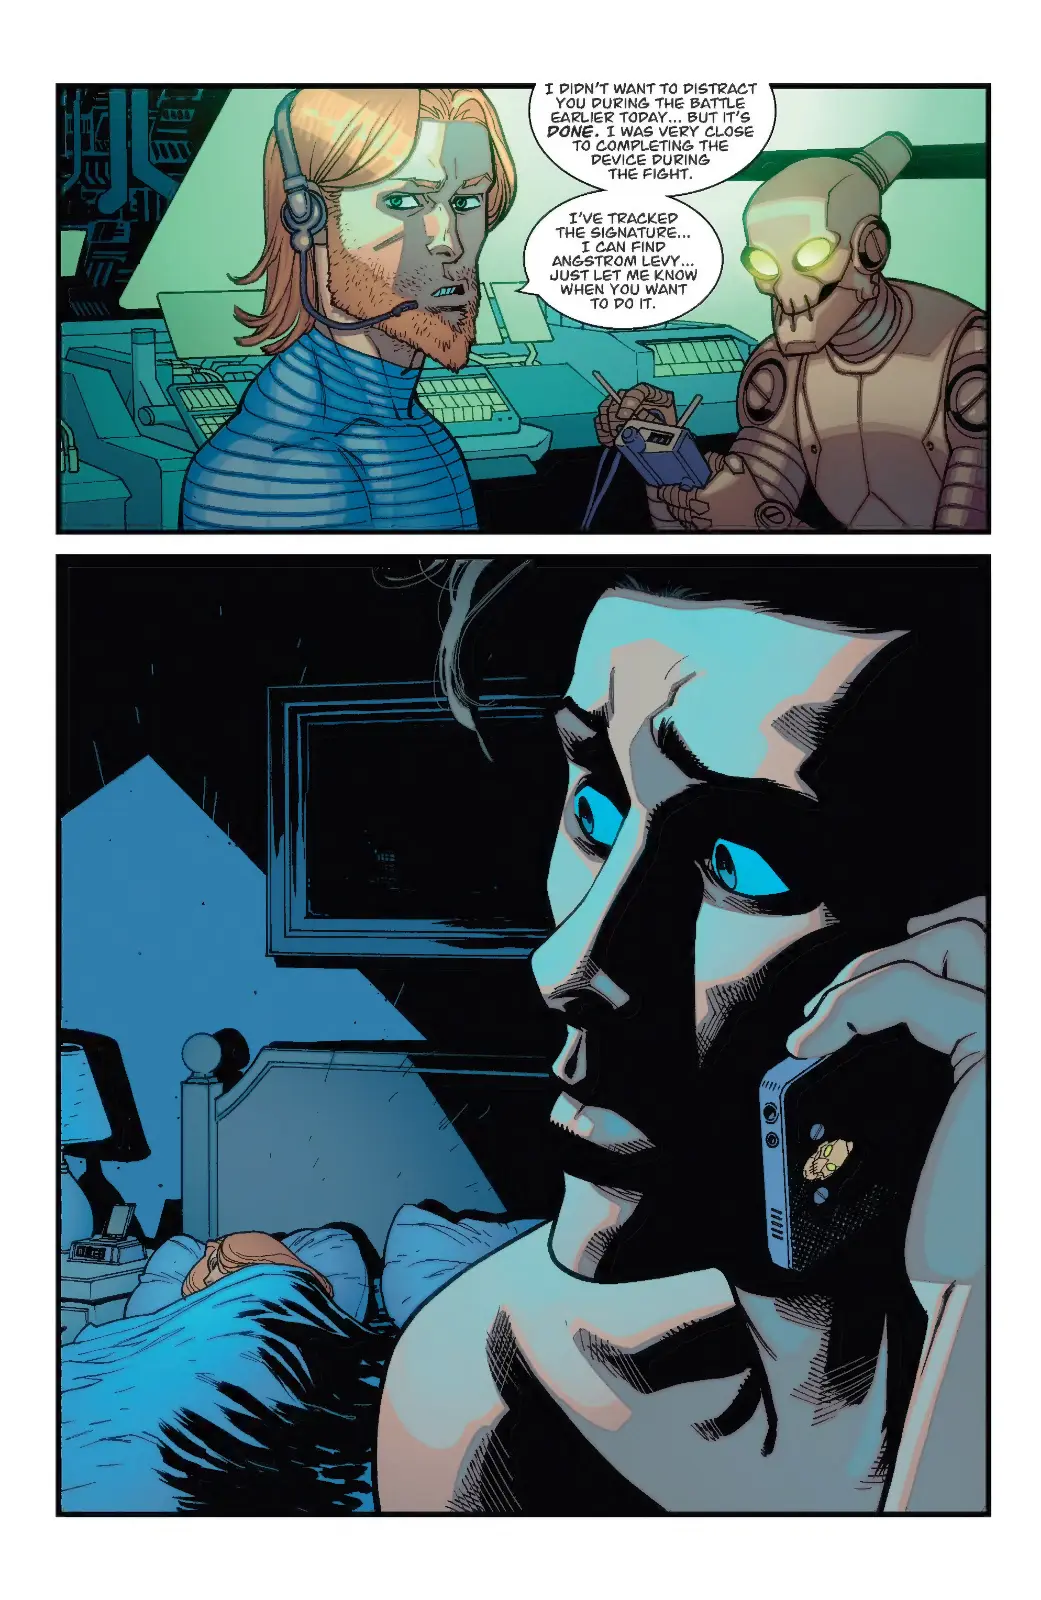 I DIDN'T WANT TO DISTRACT
YOU DURING THE BATTLE
EARLIER TODAY... BUT IT'S
DONE. I WAS VERY CLOSE
TO COMPLETING THE
DEVICE DURING
THE FIGHT.
I'VE TRACKED
THE SIGNATURE...
I CAN FIND
ANGSTROM LEVY...
JUST LET ME KNOW
WHEN YOU WANT
TO DO IT.